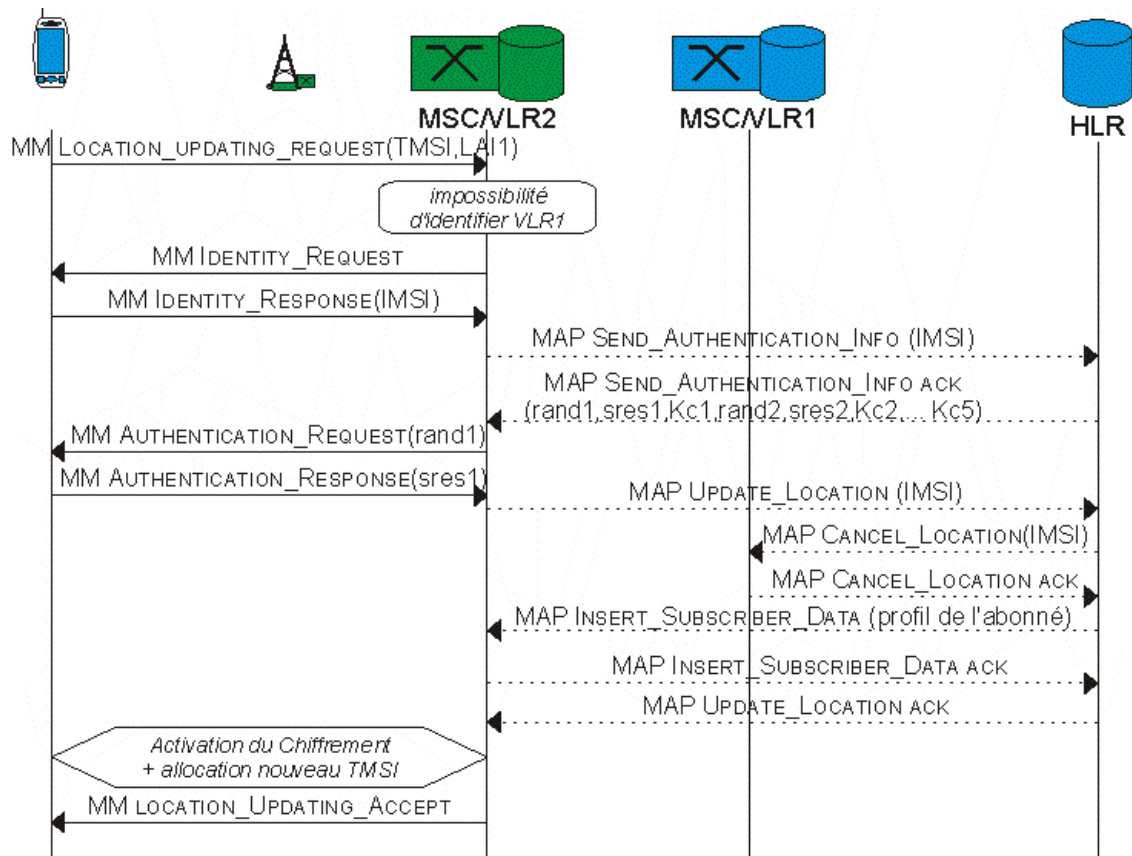 MSC/VLR2
MSC/VLR1
HLR
MM LOCATION_UPDATING_REQUEST(TMSI,LAI1)
impossibilité
d'identifier VLR1
MM IDENTITY_REQUEST
MM IDENTITY_RESPONSE(IMSI)
MAP SEND_AUTHENTICATION_INFO (IMSI)
MAP SEND_AUTHENTICATION_INFO ack
(rand1,sres1,Kc1,rand2,sres2,Kc2,... Kc5)
MM AUTHENTICATION_REQUEST(rand1)
MM AUTHENTICATION_RESPONSE(sres1)
MAP UPDATE_LOCATION (IMSI)
MAP CANCEL_LOCATION(IMSI)
MAP CANCEL_LOCATION ACK
MAP INSERT_SUBSCRIBER_DATA (profil de l'abonné)
MAP INSERT_SUBSCRIBER_DATA ack
MAP UPDATE_LOCATION ack
Activation du Chiffrement
+ allocation nouveau TMSI
MM LOCATION_UPDATING_ACCEPT